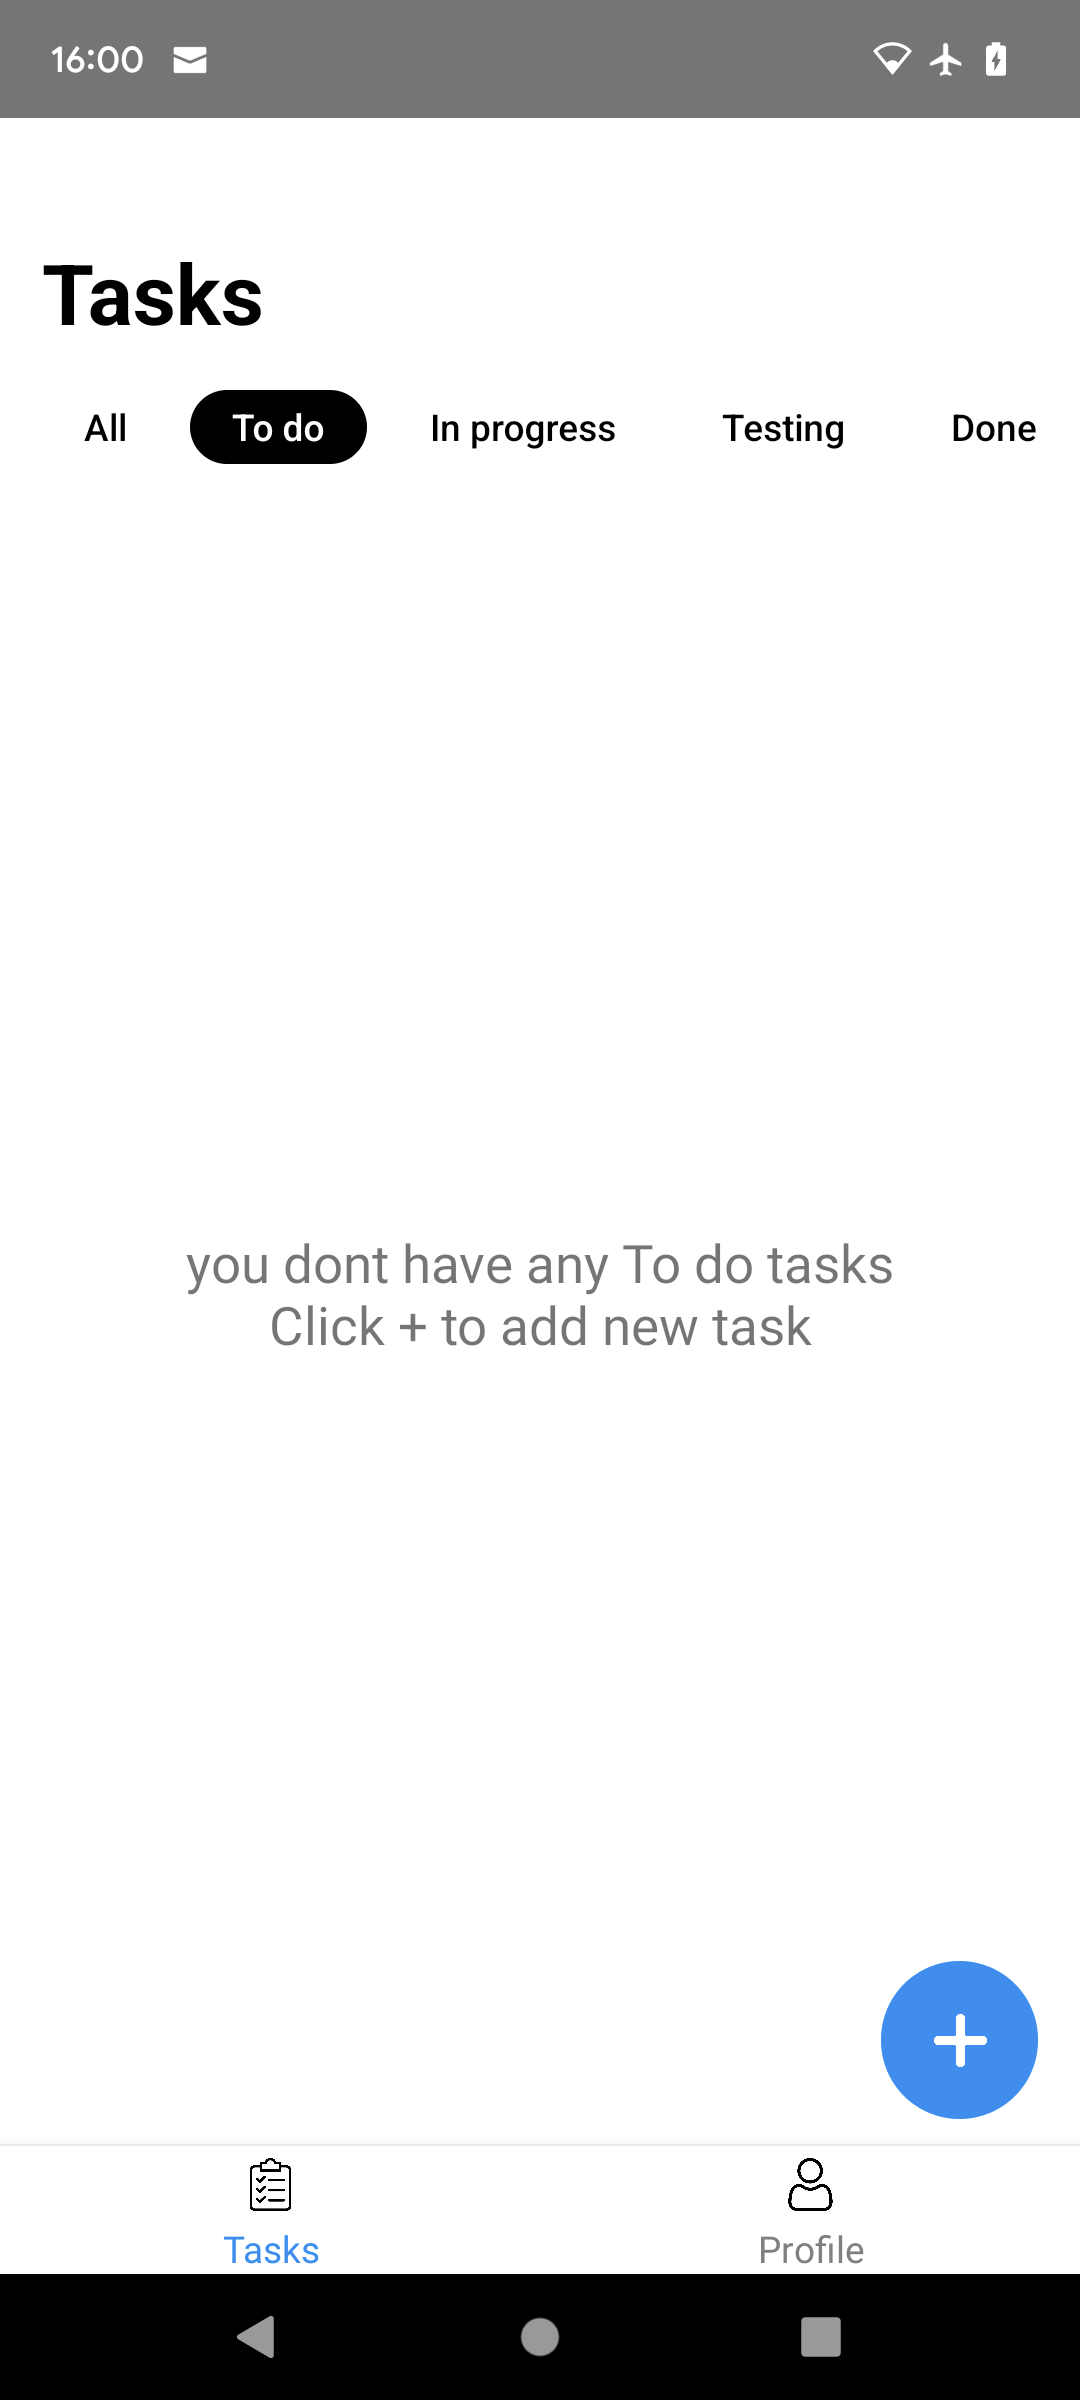 16:00
Tasks
All
To do
In progress
Testing
Done
you dont have any To do tasks
Click + to add new task
Tasks
Profile